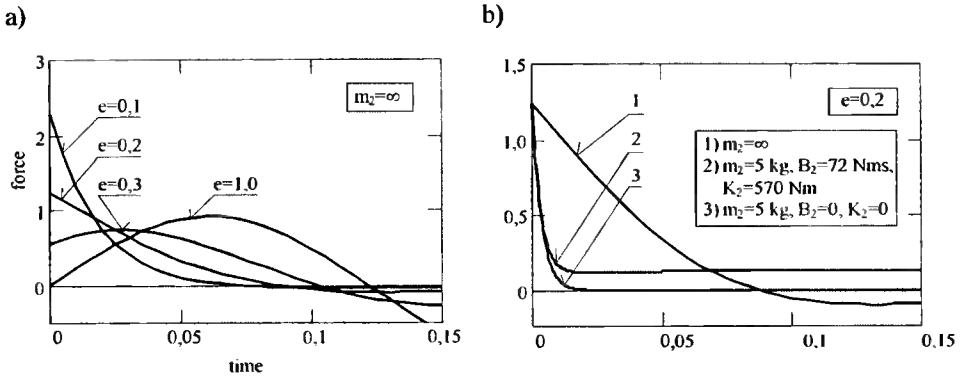 a)
3
2
1
0
force
e=0,1
e=0,2
e=0,3
e=1,0
m₂=∞
0
0,05
0,1
0,15
time
b)
1,5
1,0
0,5
0
1
2
3
e=0,2
1) m₂=∞
2) m₂=5 kg, B₂=72 Nms,
K₂=570 Nm
3) m₂=5 kg, B₂=0, K₂=0
0
0,05
0,1
0,15